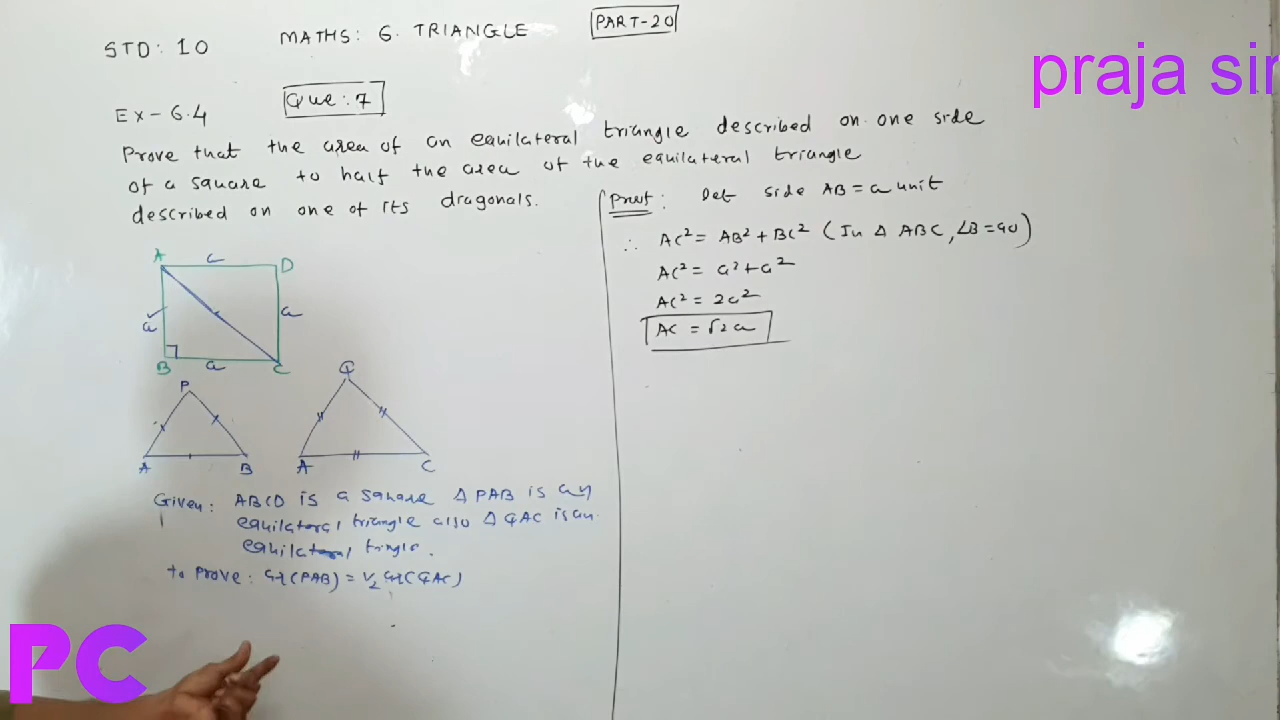 STD: 10
MATHS: 6. TRIANGLE
PART-20
praja sir
Ex-6.4
Que: 7
Prove that the area of an equilateral triangle described on one side
of a square to half the area of the equilateral triangle
described on one of its dragonals.
Proof: Let side AB = a unit
∴ AC² = AB² + BC² (In Δ ABC, ∠B = 90)
AC² = a² + a²
AC² = 2a²
AC = √2 a
A a D
a a
B a C
P Q
A B A C
Given: ABCD is a square Δ PAB is an
equilateral triangle also Δ QAC is an
equilateral tringle.
to prove: ar(PAB) = 1/2 ar(QAC)
PC